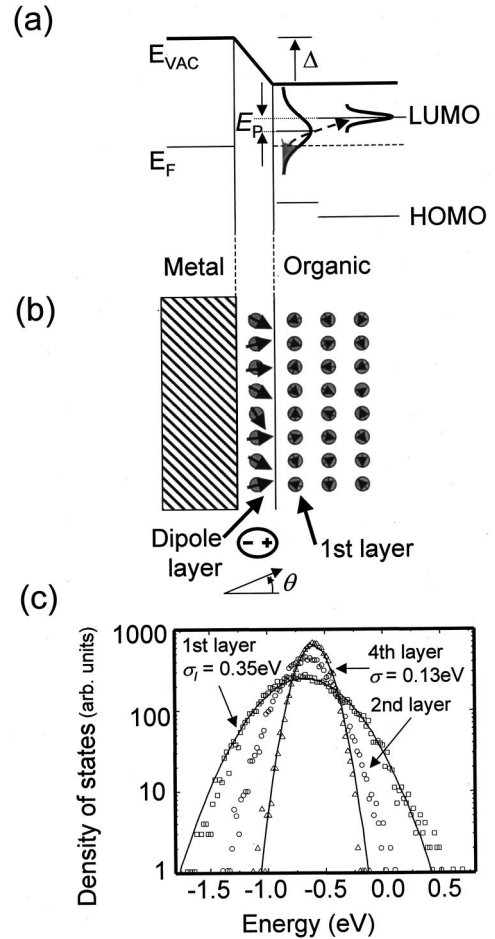 (a)
E_VAC
Δ
E_P
LUMO
E_F
HOMO
Metal Organic
(b)
Dipole
layer
- +
1st layer
θ
(c)
Density of states (arb. units)
1000
100
10
1
1st layer
σ_I = 0.35eV
4th layer
σ = 0.13eV
2nd layer
-1.5 -1.0 -0.5 0.0 0.5
Energy (eV)